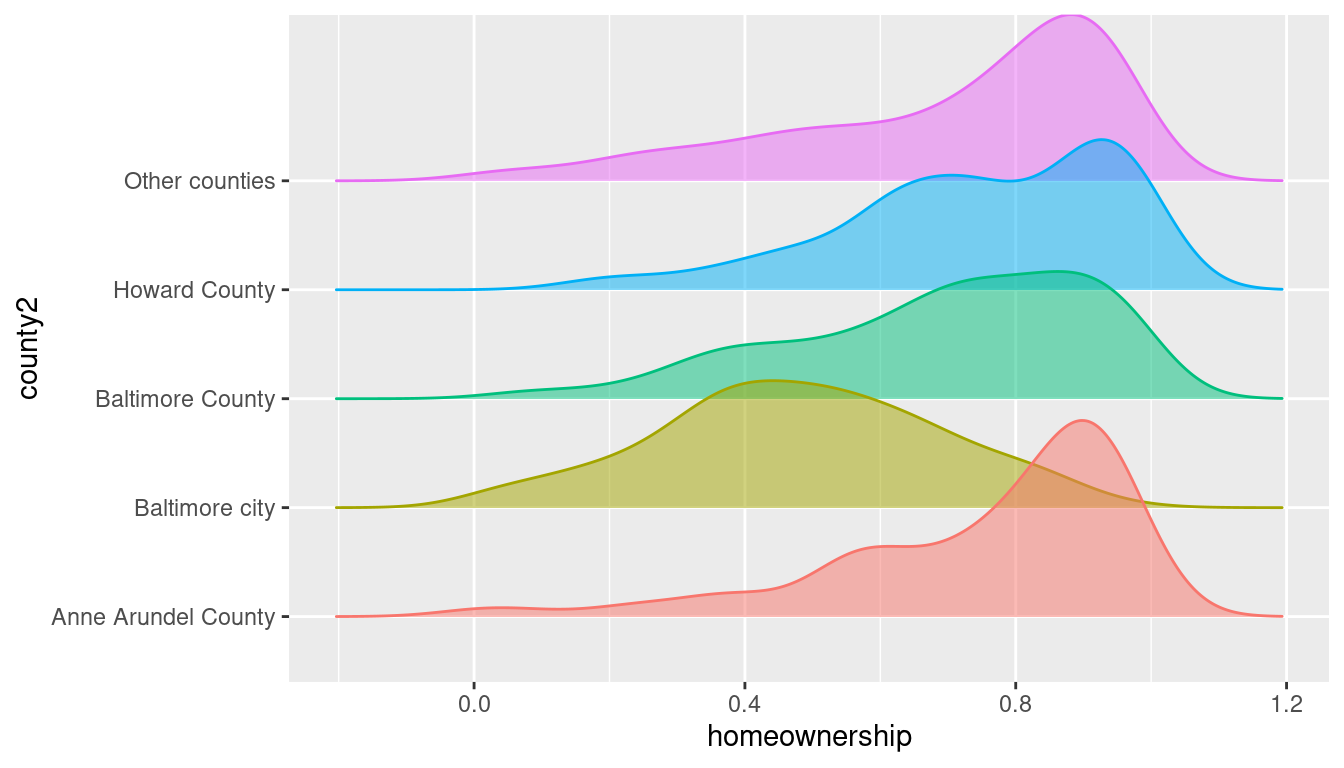 county2
Other counties
Howard County
Baltimore County
Baltimore city
Anne Arundel County
0.0 0.4 0.8 1.2
homeownership